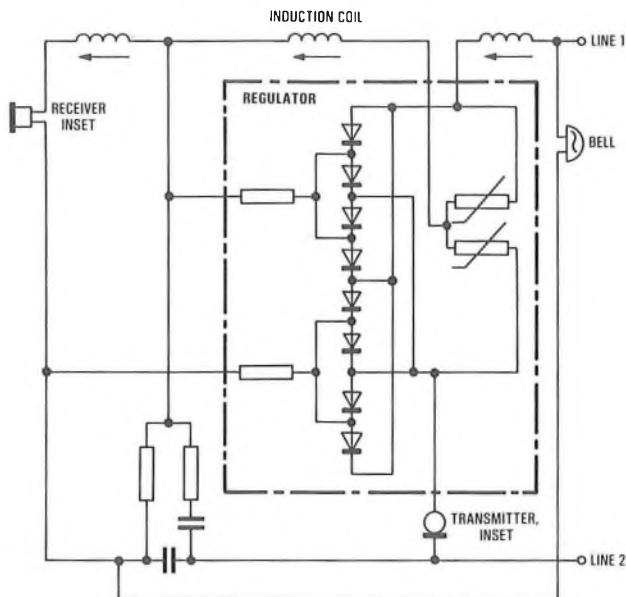 INDUCTION COIL
LINE 1
REGULATOR
RECEIVER
INSET
BELL
TRANSMITTER,
INSET
LINE 2